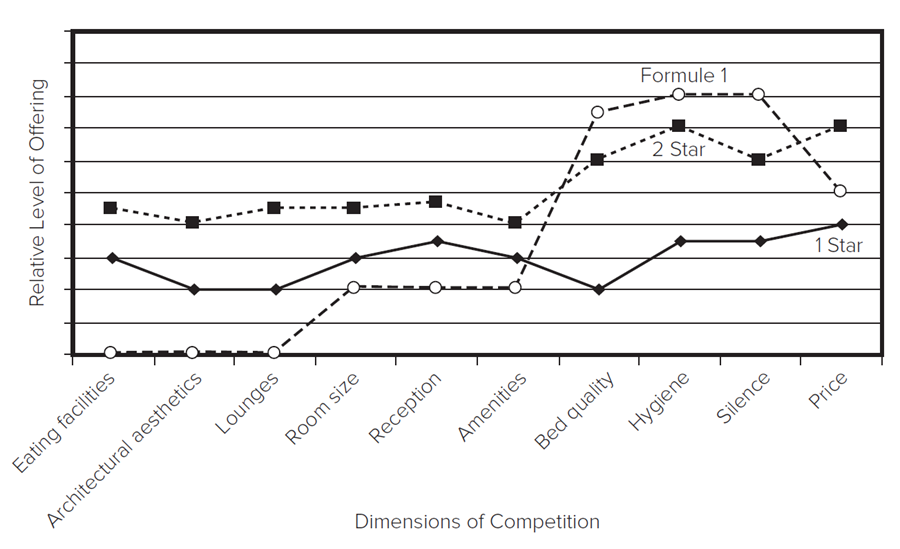 Relative Level of Offering
Formule 1
2 Star
1 Star
Eating facilities
Architectural aesthetics
Lounges
Room size
Reception
Amenities
Bed quality
Hygiene
Silence
Price
Dimensions of Competition